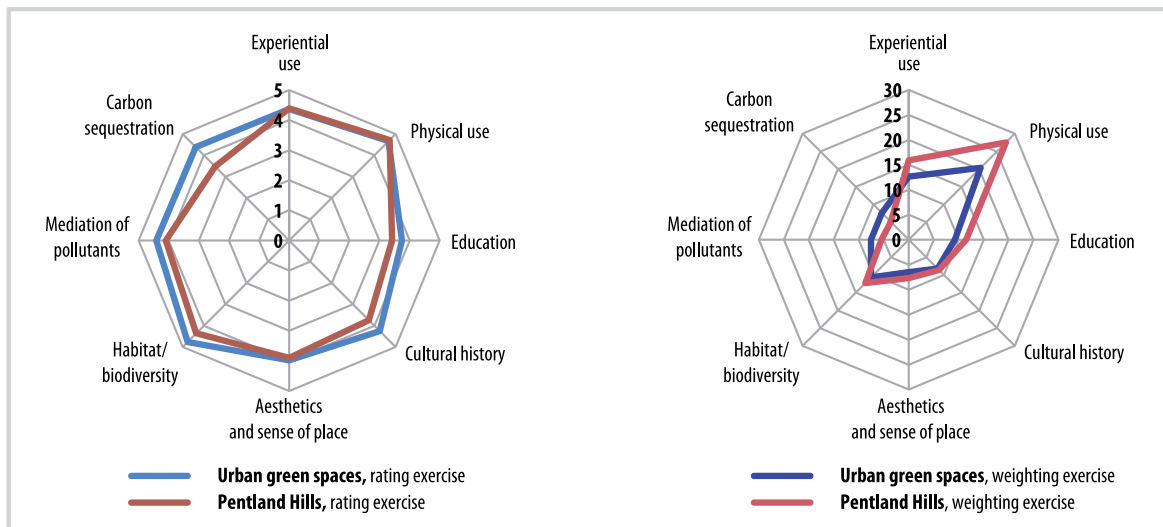 Experiential
use
5
4
3
2
1
0
Physical use
Education
Cultural history
Aesthetics
and sense of place
Habitat/
biodiversity
Mediation of
pollutants
Carbon
sequestration
Urban green spaces, rating exercise
Pentland Hills, rating exercise
Experiential
use
30
25
20
15
10
5
0
Physical use
Education
Cultural history
Aesthetics
and sense of place
Habitat/
biodiversity
Mediation of
pollutants
Carbon
sequestration
Urban green spaces, weighting exercise
Pentland Hills, weighting exercise